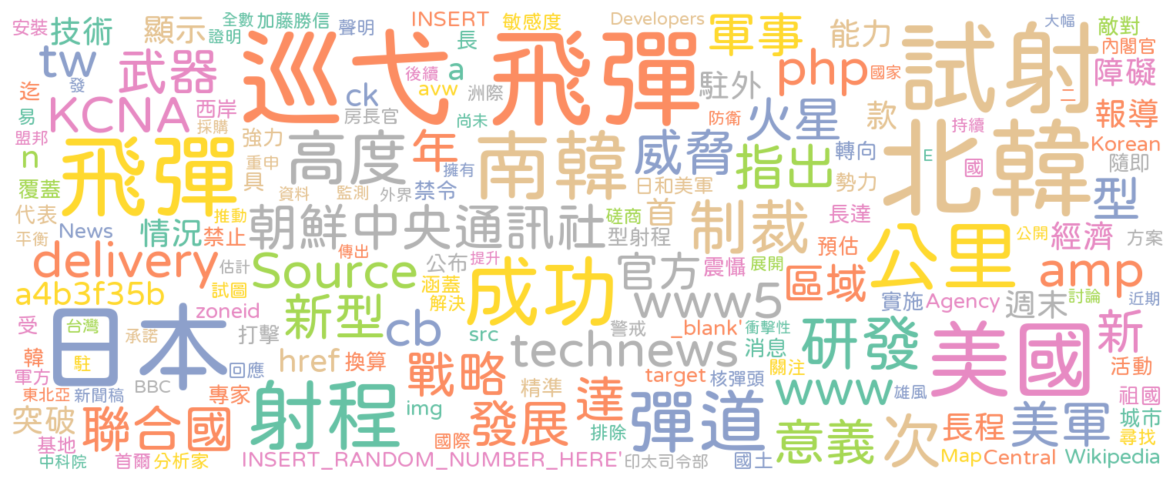 安裝 技術 顯示 全數 加藤勝信 聲明 INSERT 敏感度 Developers 軍事 能力 大幅 敵對
證明 長 內閣官
tw 發 武器 巡弋飛彈 後續 a avw 洲際 駐外 php 國家 試射 障礙
迄 KCNA 西岸 ck 房長官 尚未 防衛 火星 款 二 報導
易 採購 強力 持續 Korean
盟邦 n 飛彈 重申 高度 年 擁有 南韓 威脅 指出 轉向 E 北韓 隨即
覆蓋 具 資料 監測 外界 禁令 日和美軍 勢力 國 型
代表 推動 朝鮮中央通訊社 磋商 首 制裁 長達
平衡 News 情況 禁止 型射程 預估 公里 公開 經濟 方案
delivery 估計 傳出 公布 提升 官方 震懾 展開 區域 amp
a4b3f35b 試圖 Source 涵蓋 成功 www5 實施 Agency 週末 討論 近期
受 台灣 zoneid 新型 解決 cb src 警戒 _blank' 衝擊性 新
日本 承諾 打擊 technews 消息 研發 美國
韓 駐 href 換算 戰略 關注 活動
軍方 BBC 回應 target 核彈頭 www 雄風
東北亞 新聞稿 專家 精準 祖國
突破 射程 img 發展 達 彈道 次 美軍 城市
基地 聯合國 國際 排除 意義 長程 尋找
中科院 首爾 分析家 INSERT_RANDOM_NUMBER_HERE' 印太司令部 國土 Map Central Wikipedia